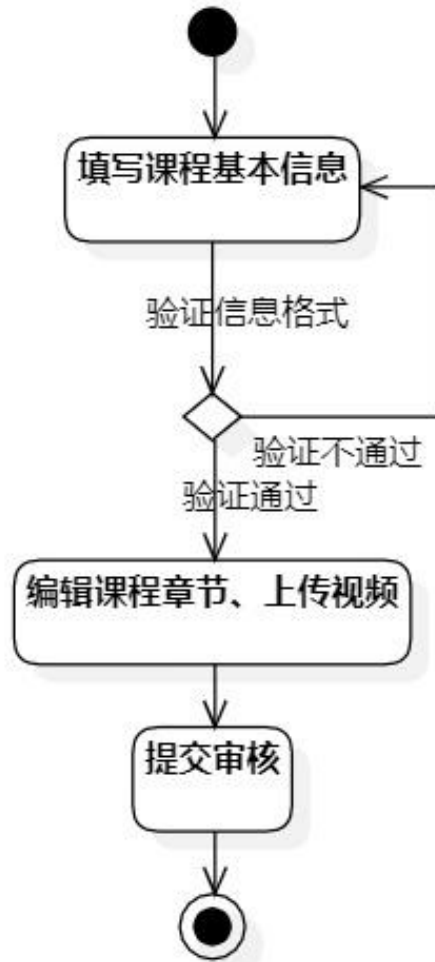 填写课程基本信息
验证信息格式
验证不通过
验证通过
编辑课程章节、上传视频
提交审核